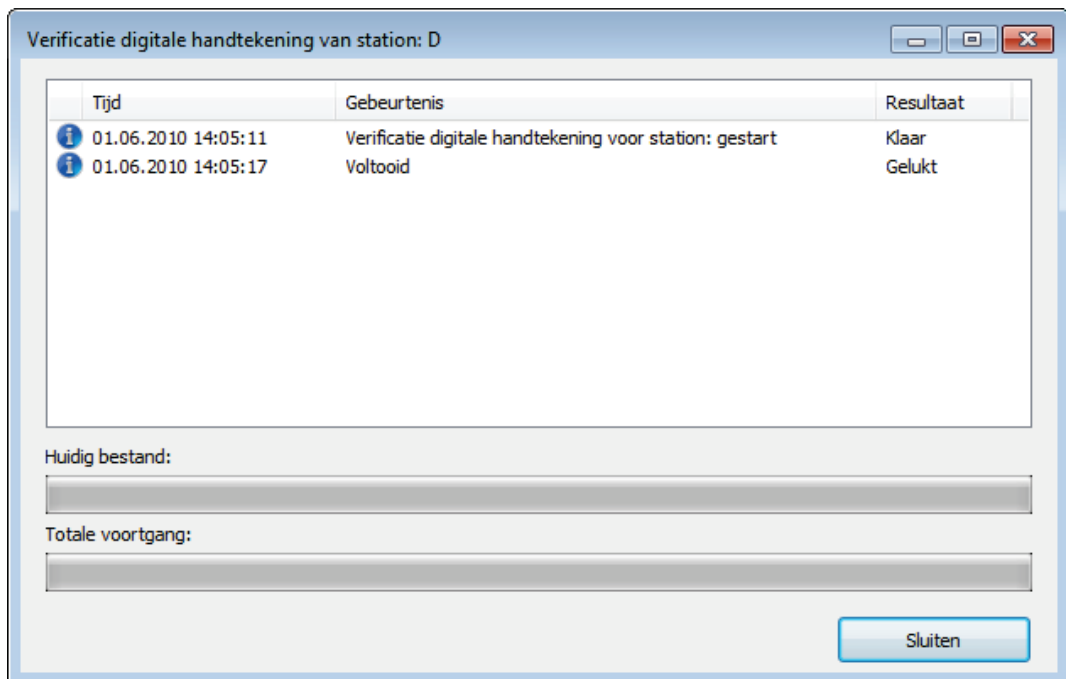 Verificatie digitale handtekening van station: D
Tijd Gebeurtenis Resultaat
01.06.2010 14:05:11 Verificatie digitale handtekening voor station: gestart Klaar
01.06.2010 14:05:17 Voltooid Gelukt
Huidig bestand:
Totale voortgang:
Sluiten